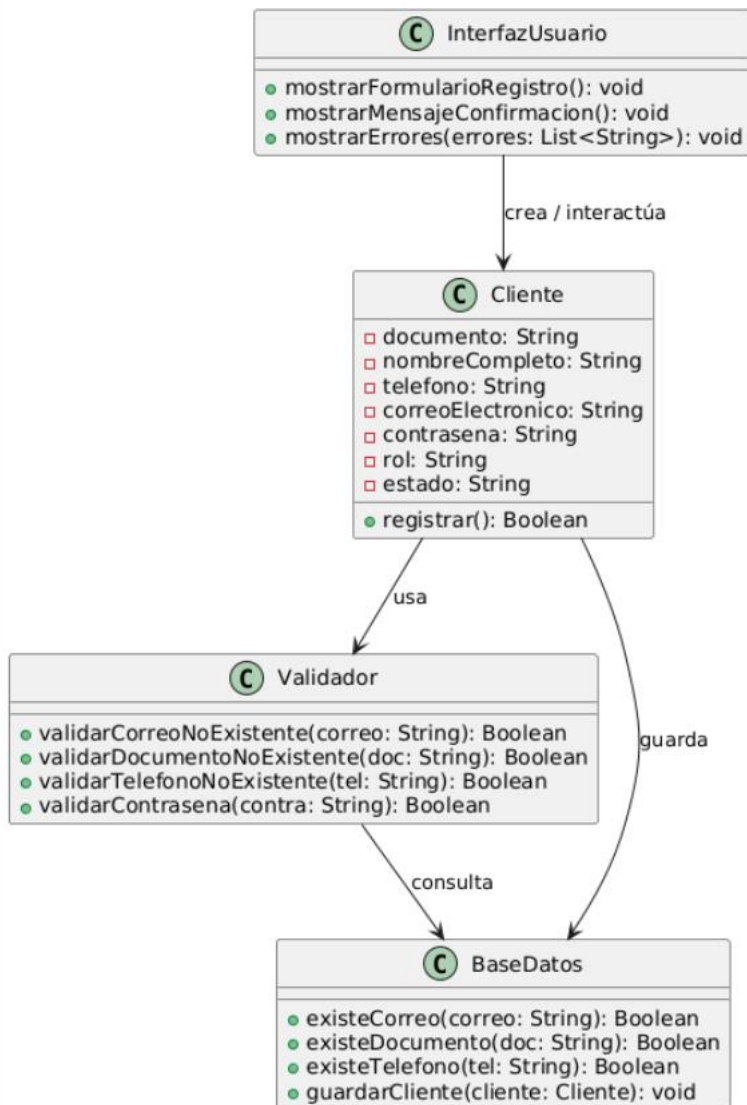 C InterfazUsuario
mostrarFormularioRegistro(): void
mostrarMensajeConfirmacion(): void
mostrarErrores(errores: List<String>): void
crea / interactúa
C Cliente
documento: String
nombreCompleto: String
telefono: String
correoElectronico: String
contrasena: String
rol: String
estado: String
registrar(): Boolean
usa
C Validador
validarCorreoNoExistente(correo: String): Boolean
validarDocumentoNoExistente(doc: String): Boolean
validarTelefonoNoExistente(tel: String): Boolean
validarContrasena(contra: String): Boolean
guarda
consulta
C BaseDatos
existeCorreo(correo: String): Boolean
existeDocumento(doc: String): Boolean
existeTelefono(tel: String): Boolean
guardarCliente(cliente: Cliente): void